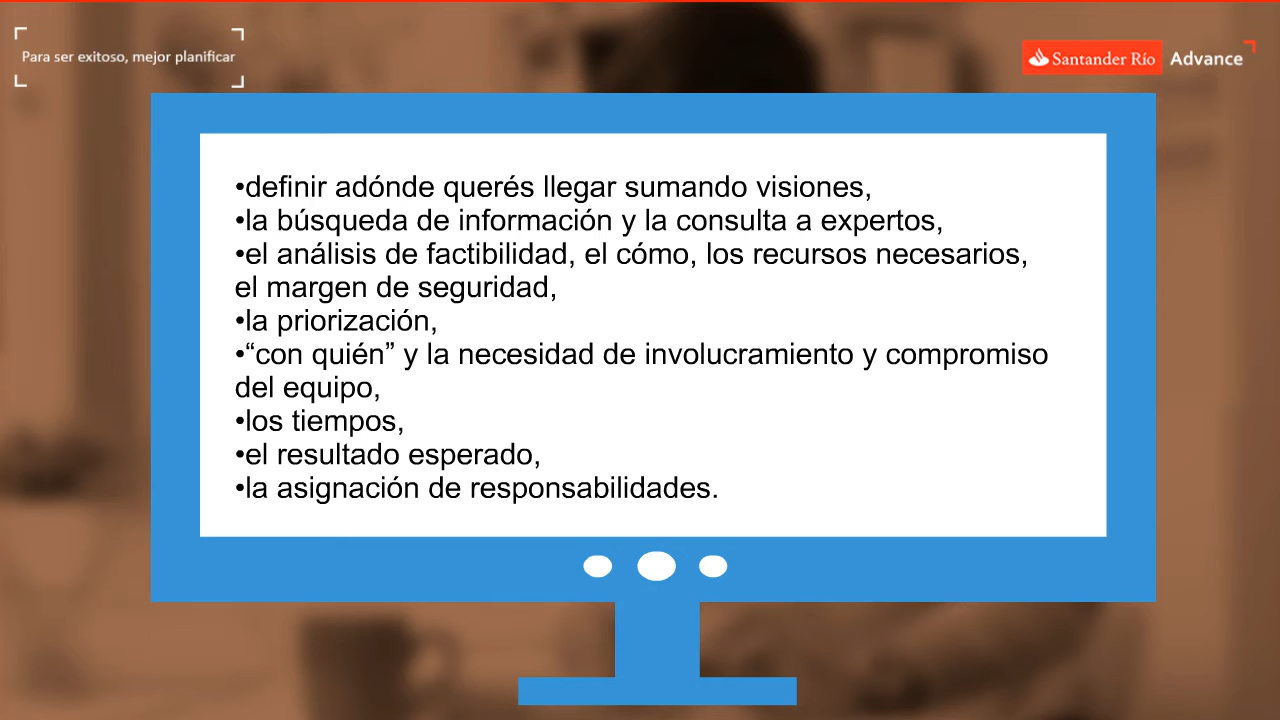 Para ser exitoso, mejor planificar
Santander Río Advance
•definir adónde querés llegar sumando visiones,
•la búsqueda de información y la consulta a expertos,
•el análisis de factibilidad, el cómo, los recursos necesarios,
el margen de seguridad,
•la priorización,
•“con quién” y la necesidad de involucramiento y compromiso
del equipo,
•los tiempos,
•el resultado esperado,
•la asignación de responsabilidades.